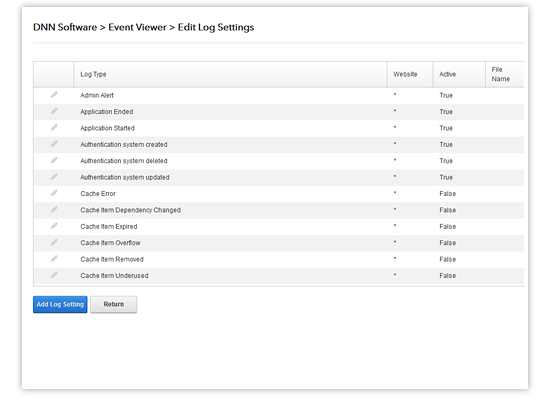 DNN Software > Event Viewer > Edit Log Settings
Log Type Website Active File Name
Admin Alert * True
Application Ended * True
Application Started * True
Authentication system created * True
Authentication system deleted * True
Authentication system updated * True
Cache Error * False
Cache Item Dependency Changed * False
Cache Item Expired * False
Cache Item Overflow * False
Cache Item Removed * False
Cache Item Underused * False
Add Log Setting Return